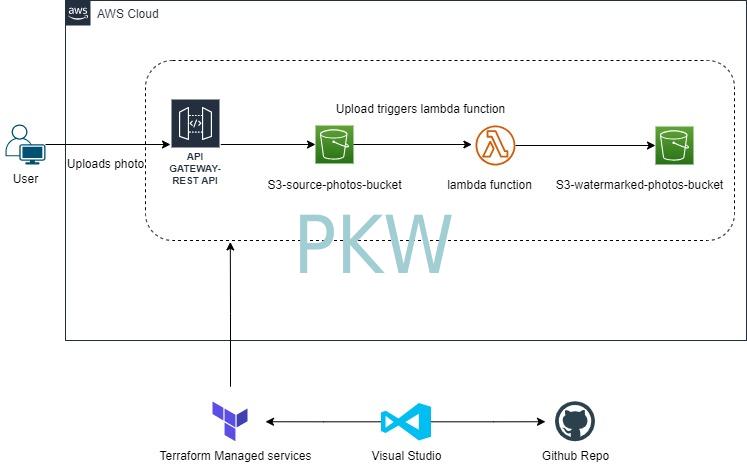 aws
AWS Cloud
Upload triggers lambda function
Uploads photo
User
API
GATEWAY-
REST API
S3-source-photos-bucket
lambda function
S3-watermarked-photos-bucket
PKW
Terraform Managed services
Visual Studio
Github Repo